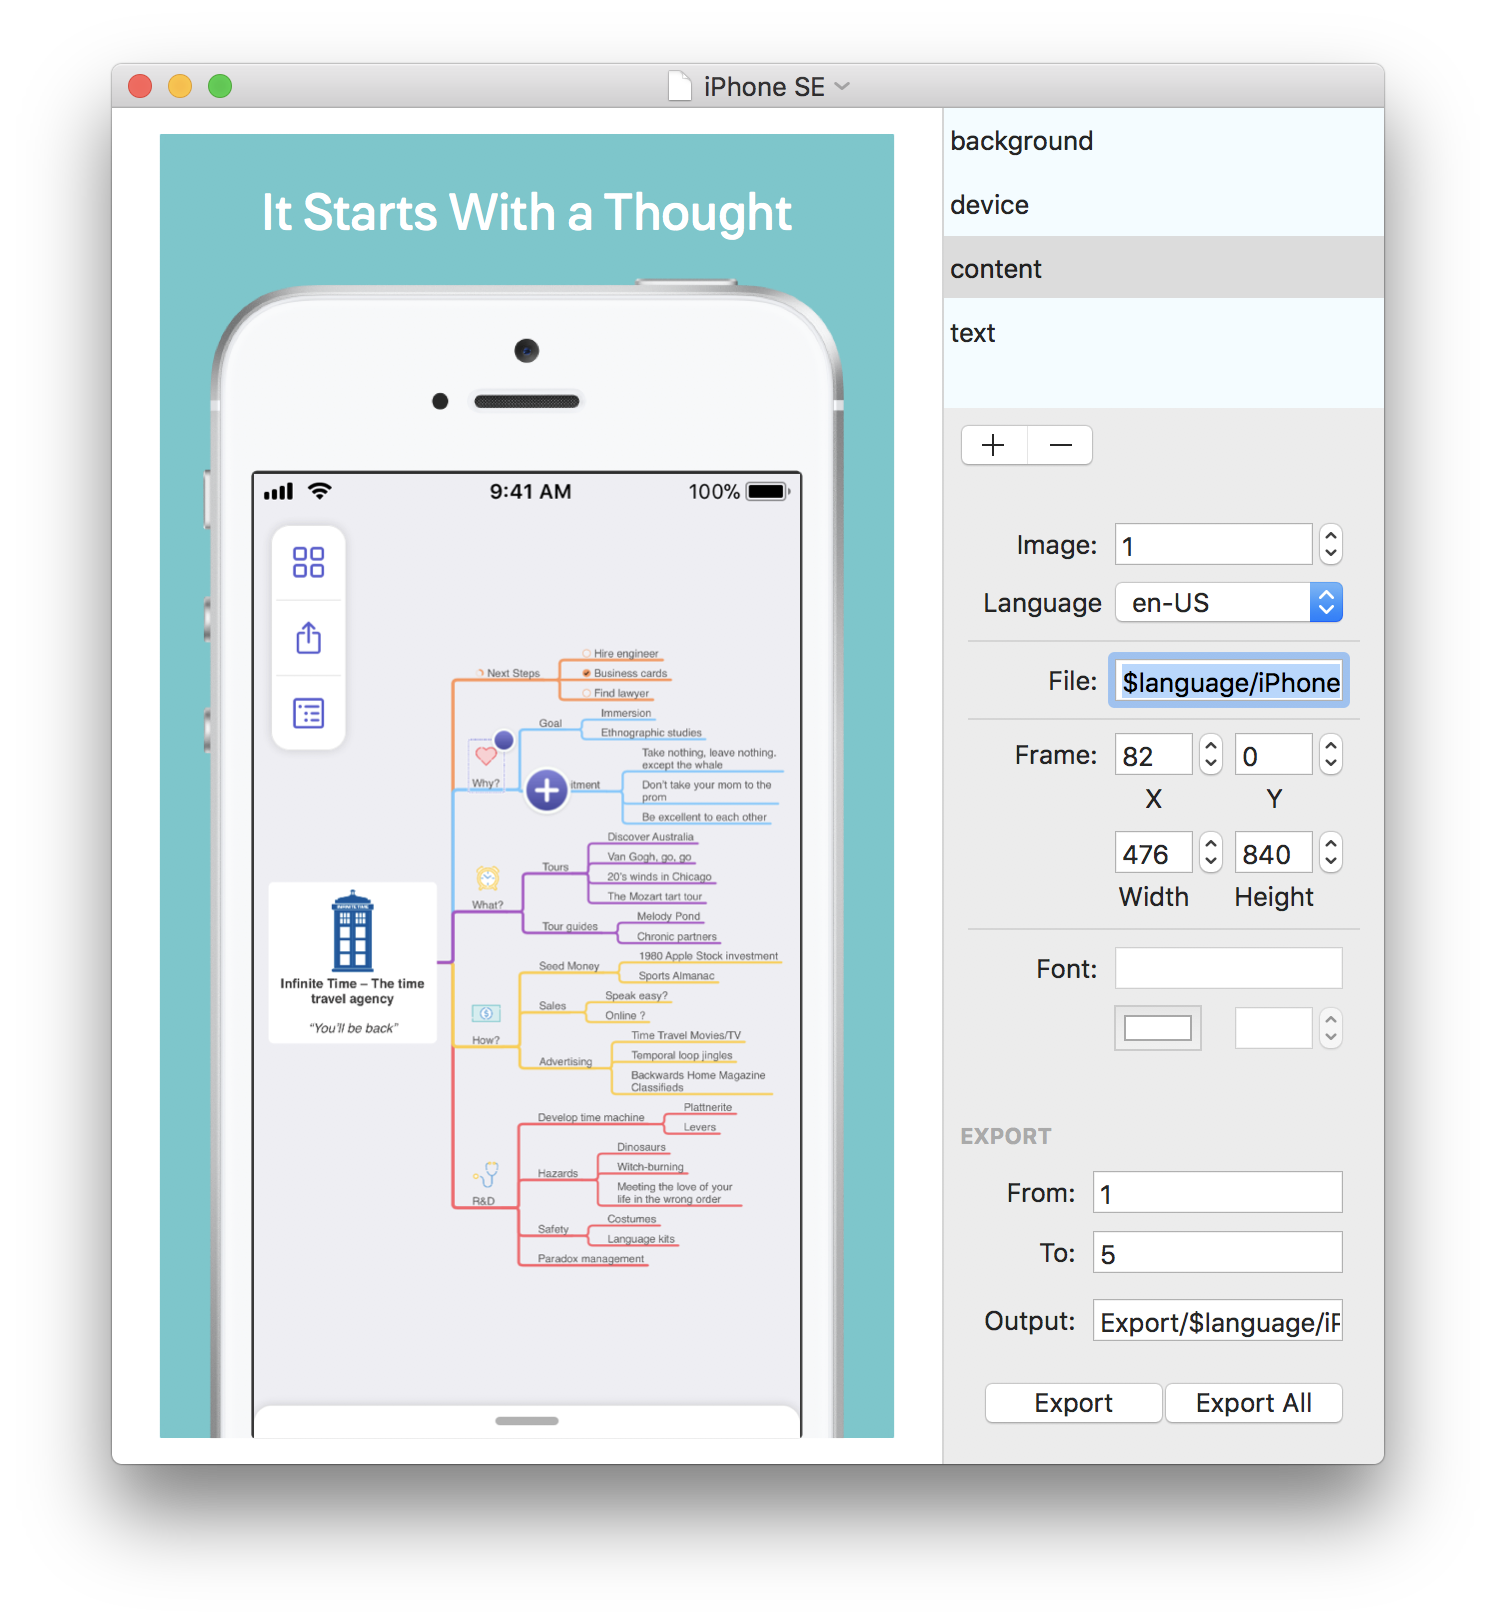 iPhone SE
It Starts With a Thought
9:41 AM
100%
Next Steps
Hire engineer
Business cards
Find lawyer
Why?
Goal
Immersion
Ethnographic studies
itment
Take nothing, leave nothing.
except the whale
Don't take your mom to the
prom
Be excellent to each other
What?
Tours
Discover Australia
Van Gogh, go, go
20's winds in Chicago
The Mozart tart tour
Tour guides
Melody Pond
Chronic partners
INFINITE TIME
Infinite Time – The time
travel agency
“You'll be back”
How?
Seed Money
1980 Apple Stock investment
Sports Almanac
Sales
Speak easy?
Online ?
Advertising
Time Travel Movies/TV
Temporal loop jingles
Backwards Home Magazine
Classifieds
R&D
Develop time machine
Plattnerite
Levers
Hazards
Dinosaurs
Witch-burning
Meeting the love of your
life in the wrong order
Safety
Costumes
Language kits
Paradox management
background
device
content
text
Image: 1
Language en-US
File: $language/iPhone
Frame: 82 0
X Y
476 840
Width Height
Font:
EXPORT
From: 1
To: 5
Output: Export/$language/iP
Export Export All